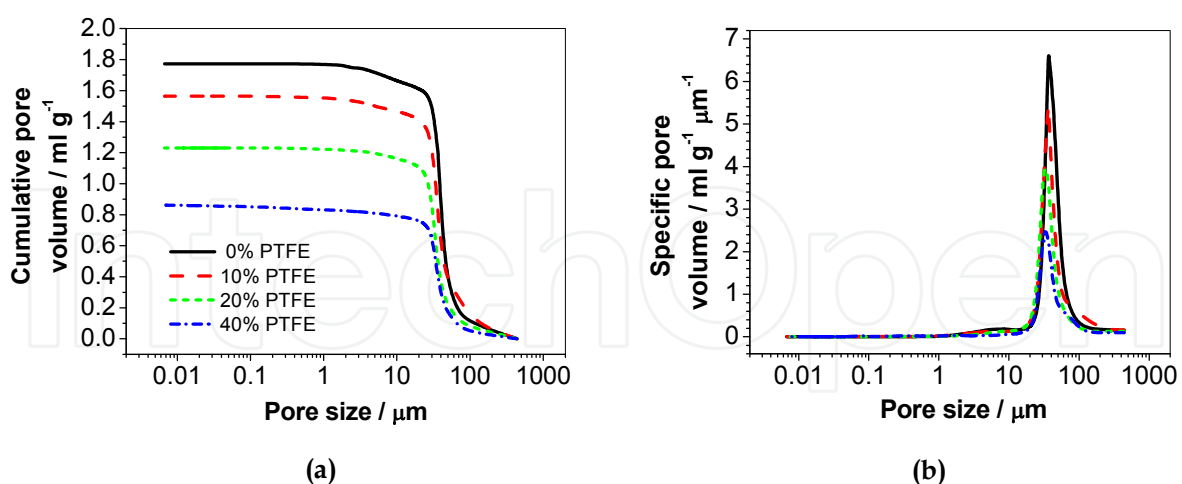 2.0
1.8
1.6
1.4
1.2
1.0
0.8
0.6
0.4
0.2
0.0
Cumulative pore
volume / ml g⁻¹
0% PTFE
10% PTFE
20% PTFE
40% PTFE
0.01 0.1 1 10 100 1000
Pore size / μm
(a)
7
6
5
4
3
2
1
0
Specific pore
volume / ml g⁻¹ μm⁻¹
0.01 0.1 1 10 100 1000
Pore size / μm
(b)
IntechOpen